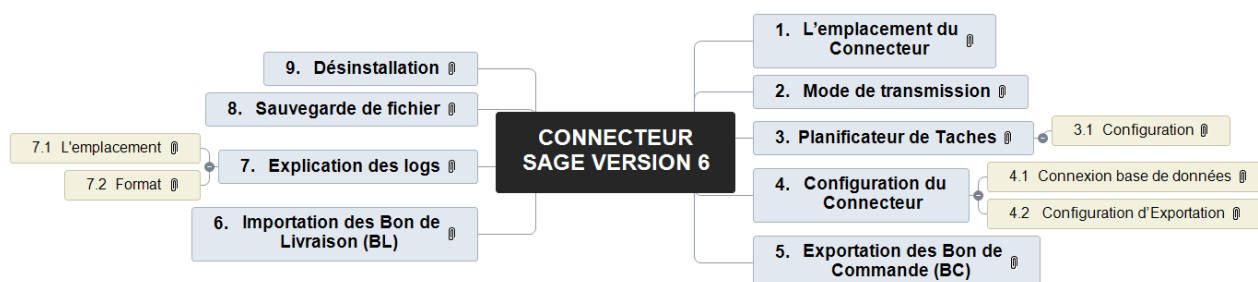 CONNECTEUR
SAGE VERSION 6
1. L’emplacement du
Connecteur
2. Mode de transmission
3. Planificateur de Taches
3.1 Configuration
4. Configuration du
Connecteur
4.1 Connexion base de données
4.2 Configuration d’Exportation
5. Exportation des Bon de
Commande (BC)
6. Importation des Bon de
Livraison (BL)
7. Explication des logs
7.1 L'emplacement
7.2 Format
8. Sauvegarde de fichier
9. Désinstallation